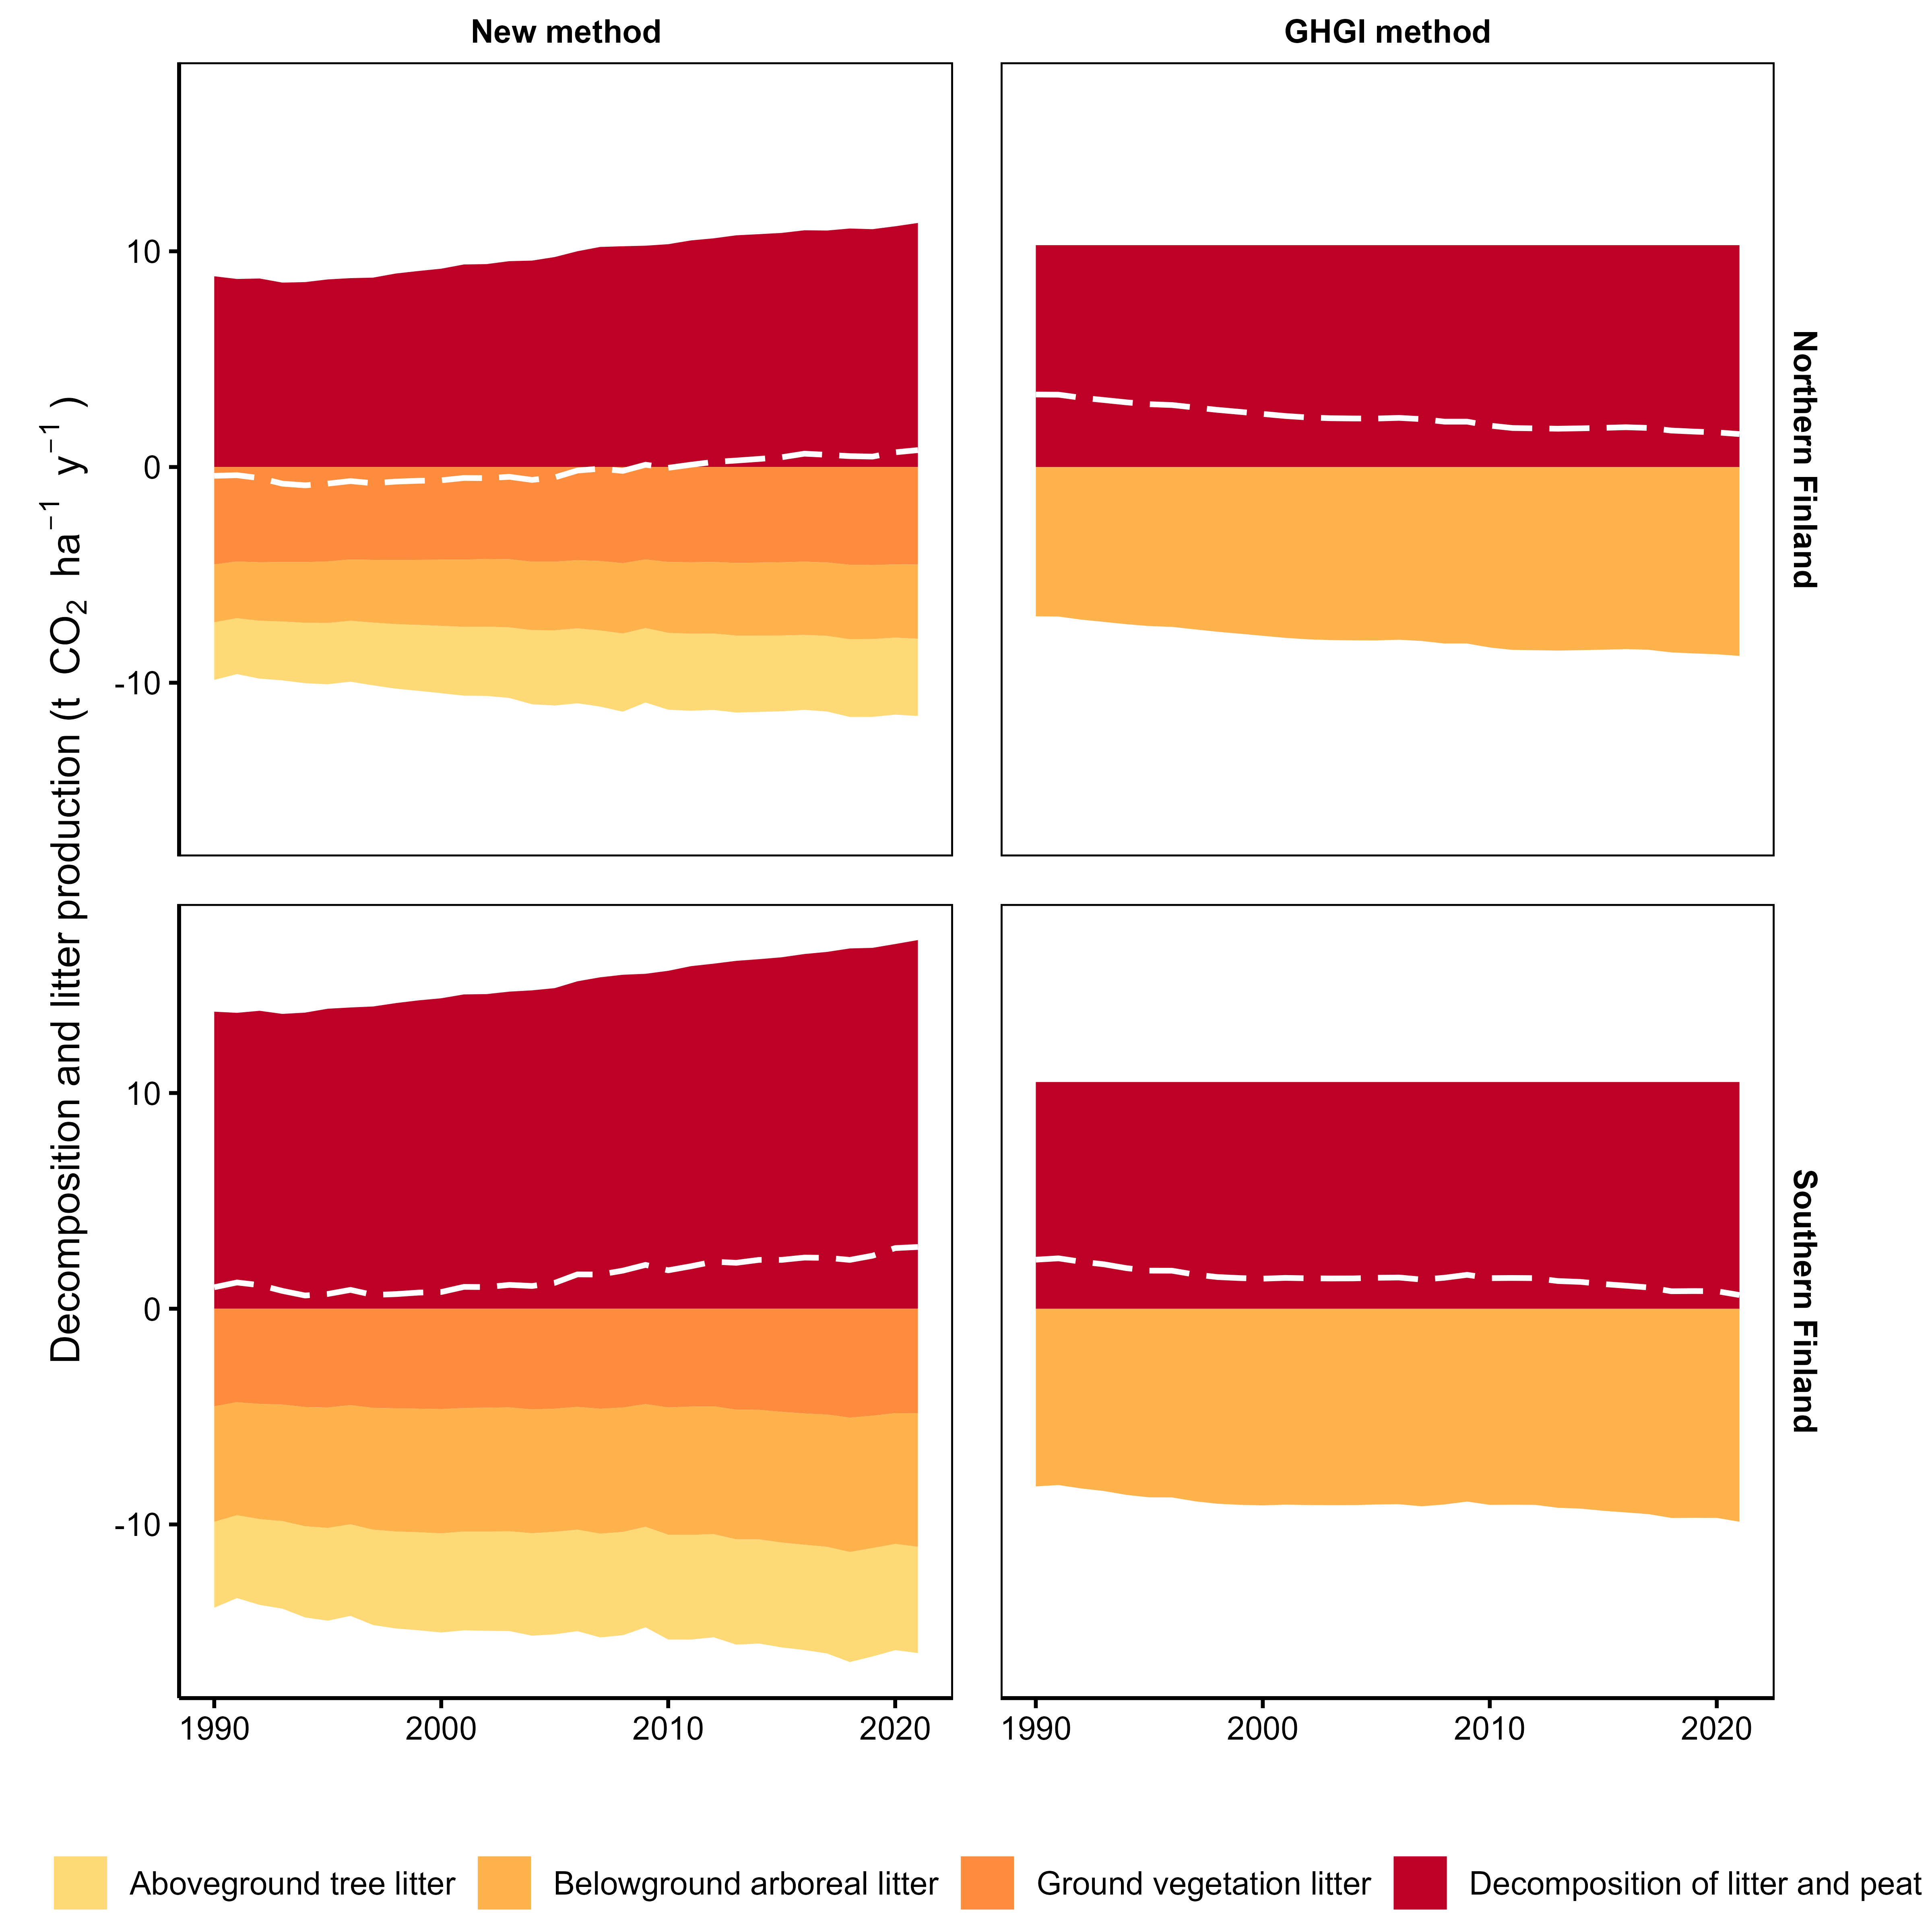 New method
GHGI method
Decomposition and litter production (t CO₂ ha⁻¹ y⁻¹)
10
0
-10
Northern Finland
10
0
-10
Southern Finland
1990 2000 2010 2020
1990 2000 2010 2020
Aboveground tree litter
Belowground arboreal litter
Ground vegetation litter
Decomposition of litter and peat